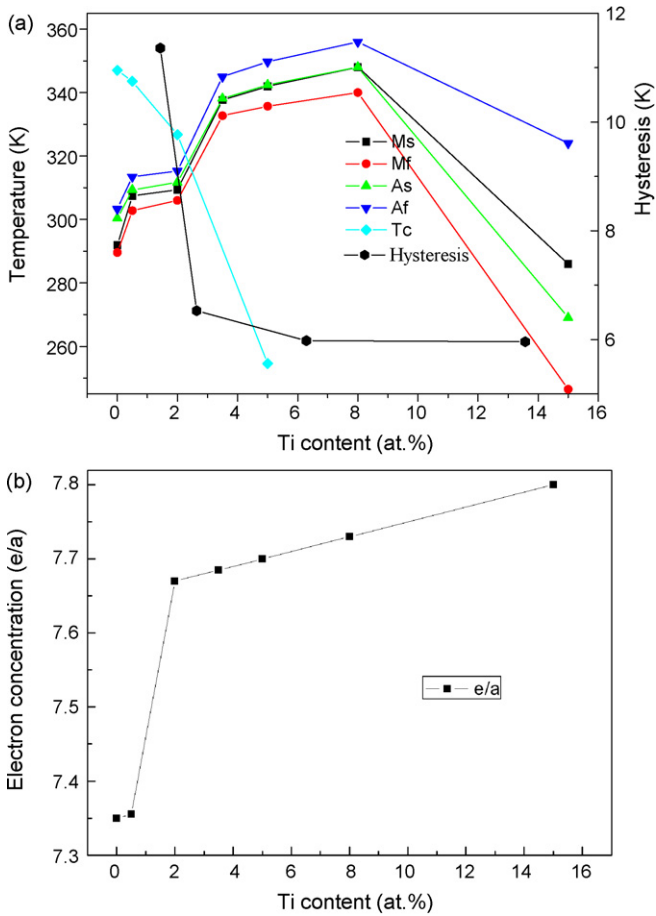 (a)
360
340
320
300
280
260
Temperature (K)
12
10
8
6
Hysteresis (K)
Ms
Mf
As
Af
Tc
Hysteresis
0 2 4 6 8 10 12 14 16
Ti content (at.%)
(b)
7.8
7.7
7.6
7.5
7.4
7.3
Electron concentration (e/a)
e/a
0 2 4 6 8 10 12 14 16
Ti content (at.%)